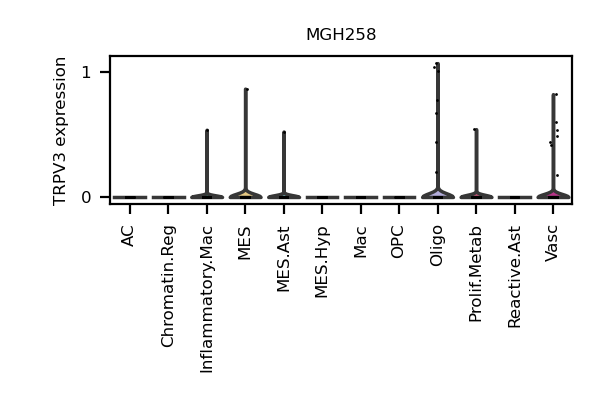 MGH258
TRPV3 expression
1
0
AC
Chromatin.Reg
Inflammatory.Mac
MES
MES.Ast
MES.Hyp
Mac
OPC
Oligo
Prolif.Metab
Reactive.Ast
Vasc